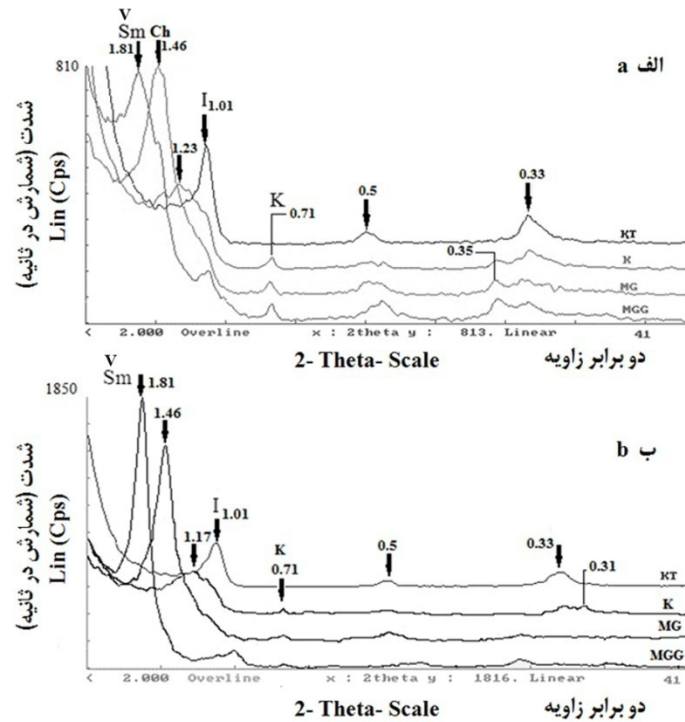 V
Sm Ch
1.81 1.46
810
الف a
I 1.01
1.23
K 0.71
0.5
0.33
0.35
KT
K
MG
MGG
شدت (شمارش در ثانیه)
Lin (Cps)
< 2.000 Overline x : 2theta y : 813. Linear 41 >
2- Theta- Scale دو برابر زاویه
V
Sm
1.81
1850
1.46
ب b
I 1.01
1.17
K
0.71
0.5
0.33
0.31
KT
K
MG
MGG
شدت (شمارش در ثانیه)
Lin (Cps)
< 2.000 Overline x : 2theta y : 1816. Linear 41 >
2- Theta- Scale دو برابر زاویه